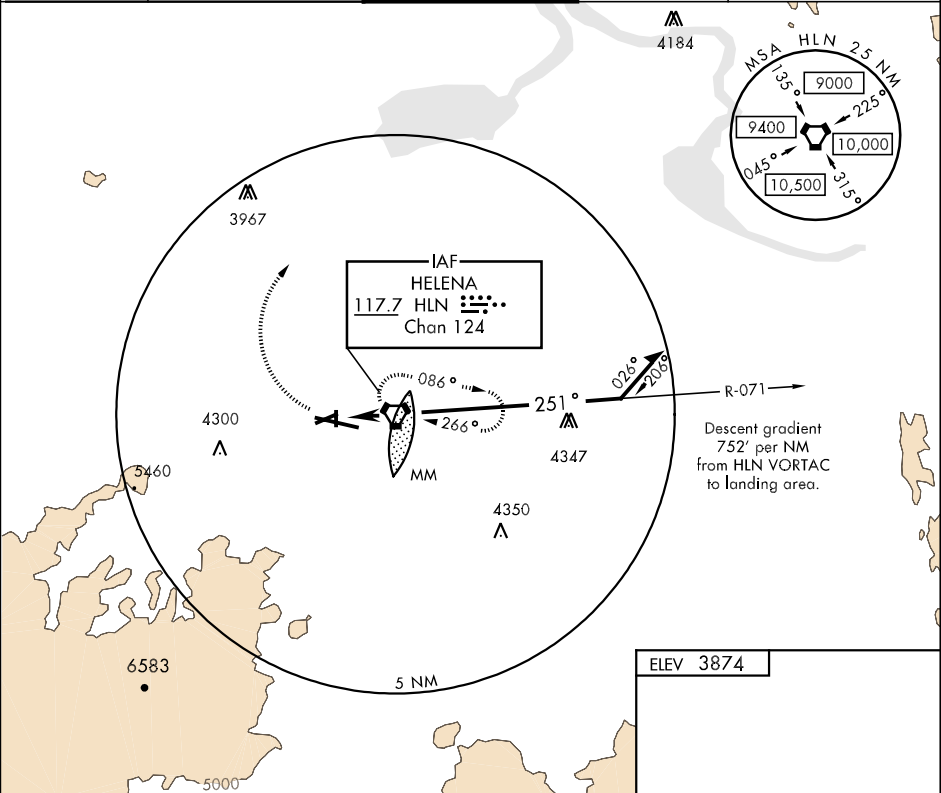 4184
MSA HLN 25 NM
135°
9000
225°
9400
10,000
045°
10,500
315°
3967
IAF
HELENA
117.7 HLN
Chan 124
086°
026°
206°
R-071
251°
266°
4300
4347
Descent gradient
752' per NM
from HLN VORTAC
to landing area.
5460
MM
4350
ELEV 3874
6583
5 NM
5000